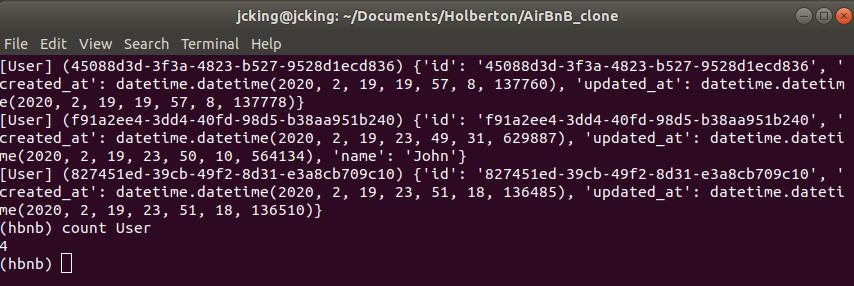 jcking@jcking: ~/Documents/Holberton/AirBnB_clone
File Edit View Search Terminal Help
[User] (45088d3d-3f3a-4823-b527-9528d1ecd836) {'id': '45088d3d-3f3a-4823-b527-9528d1ecd836', '
created_at': datetime.datetime(2020, 2, 19, 19, 57, 8, 137760), 'updated_at': datetime.datetim
e(2020, 2, 19, 19, 57, 8, 137778)}
[User] (f91a2ee4-3dd4-40fd-98d5-b38aa951b240) {'id': 'f91a2ee4-3dd4-40fd-98d5-b38aa951b240', '
created_at': datetime.datetime(2020, 2, 19, 23, 49, 31, 629887), 'updated_at': datetime.dateti
me(2020, 2, 19, 23, 50, 10, 564134), 'name': 'John'}
[User] (827451ed-39cb-49f2-8d31-e3a8cb709c10) {'id': '827451ed-39cb-49f2-8d31-e3a8cb709c10', '
created_at': datetime.datetime(2020, 2, 19, 23, 51, 18, 136485), 'updated_at': datetime.dateti
me(2020, 2, 19, 23, 51, 18, 136510)}
(hbnb) count User
4
(hbnb)